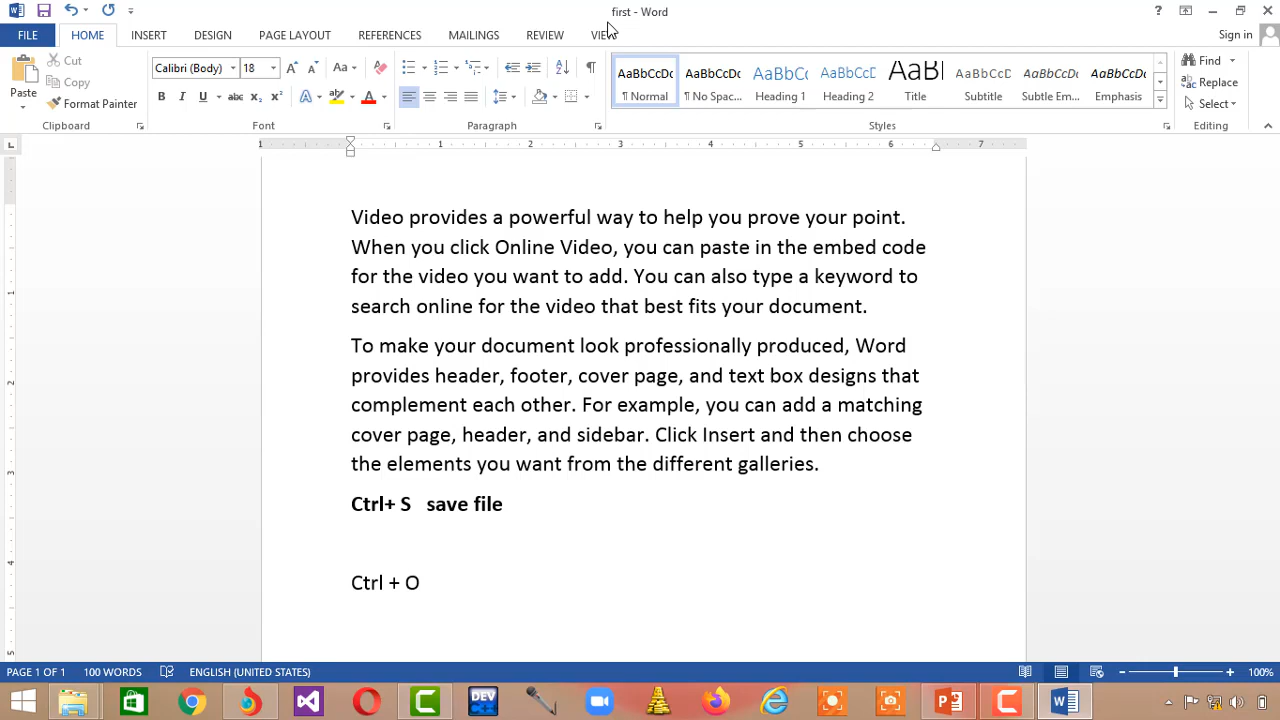 first - Word
Sign in
FILE HOME INSERT DESIGN PAGE LAYOUT REFERENCES MAILINGS REVIEW VIEW
Paste
Cut
Copy
Format Painter
Clipboard
Calibri (Body) 18
Font
Paragraph
AaBbCcDc AaBbCcDc AaBbCc AaBbCcC AaBl AaBbCcD AaBbCcDc AaBbCcDc
¶ Normal ¶ No Spac... Heading 1 Heading 2 Title Subtitle Subtle Em... Emphasis
Styles
Find
Replace
Select
Editing
1 1 2 3 4 5 6 7
Video provides a powerful way to help you prove your point.
When you click Online Video, you can paste in the embed code
for the video you want to add. You can also type a keyword to
search online for the video that best fits your document.
To make your document look professionally produced, Word
provides header, footer, cover page, and text box designs that
complement each other. For example, you can add a matching
cover page, header, and sidebar. Click Insert and then choose
the elements you want from the different galleries.
Ctrl+ S save file
Ctrl + O
PAGE 1 OF 1 100 WORDS ENGLISH (UNITED STATES) 100%